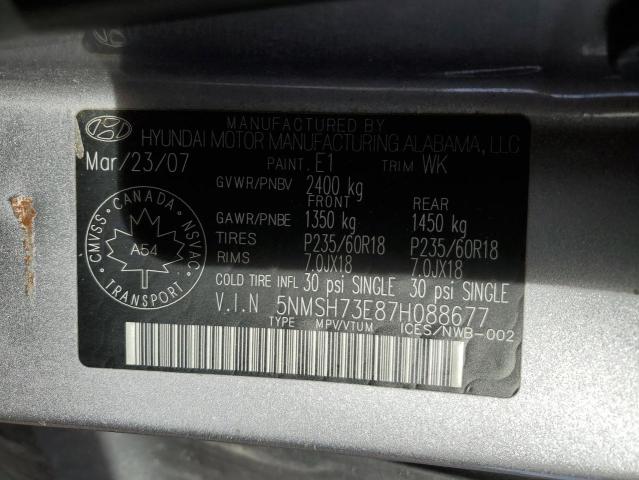 MANUFACTURED BY
HYUNDAI MOTOR MANUFACTURING ALABAMA, LLC
Mar/23/07 PAINT E1 TRIM WK
GVWR/PNBV 2400 kg
FRONT REAR
GAWR/PNBE 1350 kg 1450 kg
TIRES P235/60R18 P235/60R18
RIMS 7.0JX18 7.0JX18
COLD TIRE INFL 30 psi SINGLE 30 psi SINGLE
V.I.N 5NMSH73E87H088677
TYPE MPV/VTUM ICES/NWB-002
CANADA
CMVSS NSVAC
A54
TRANSPORT